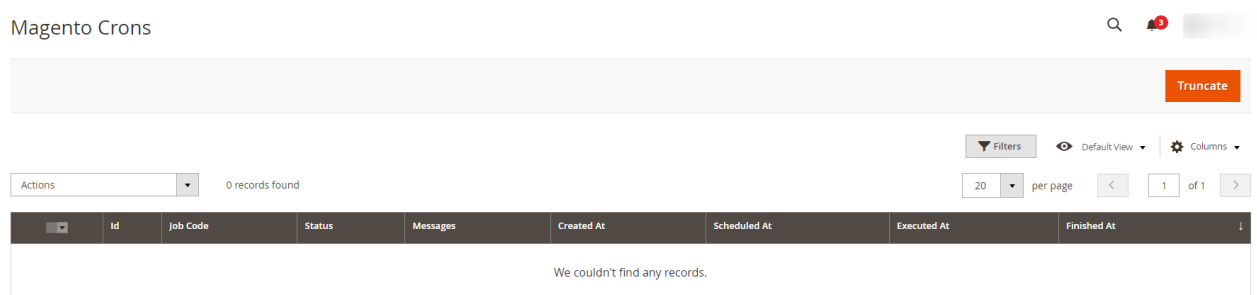 Magento Crons
3
Truncate
Filters Default View Columns
Actions 0 records found 20 per page 1 of 1
Id Job Code Status Messages Created At Scheduled At Executed At Finished At
We couldn't find any records.